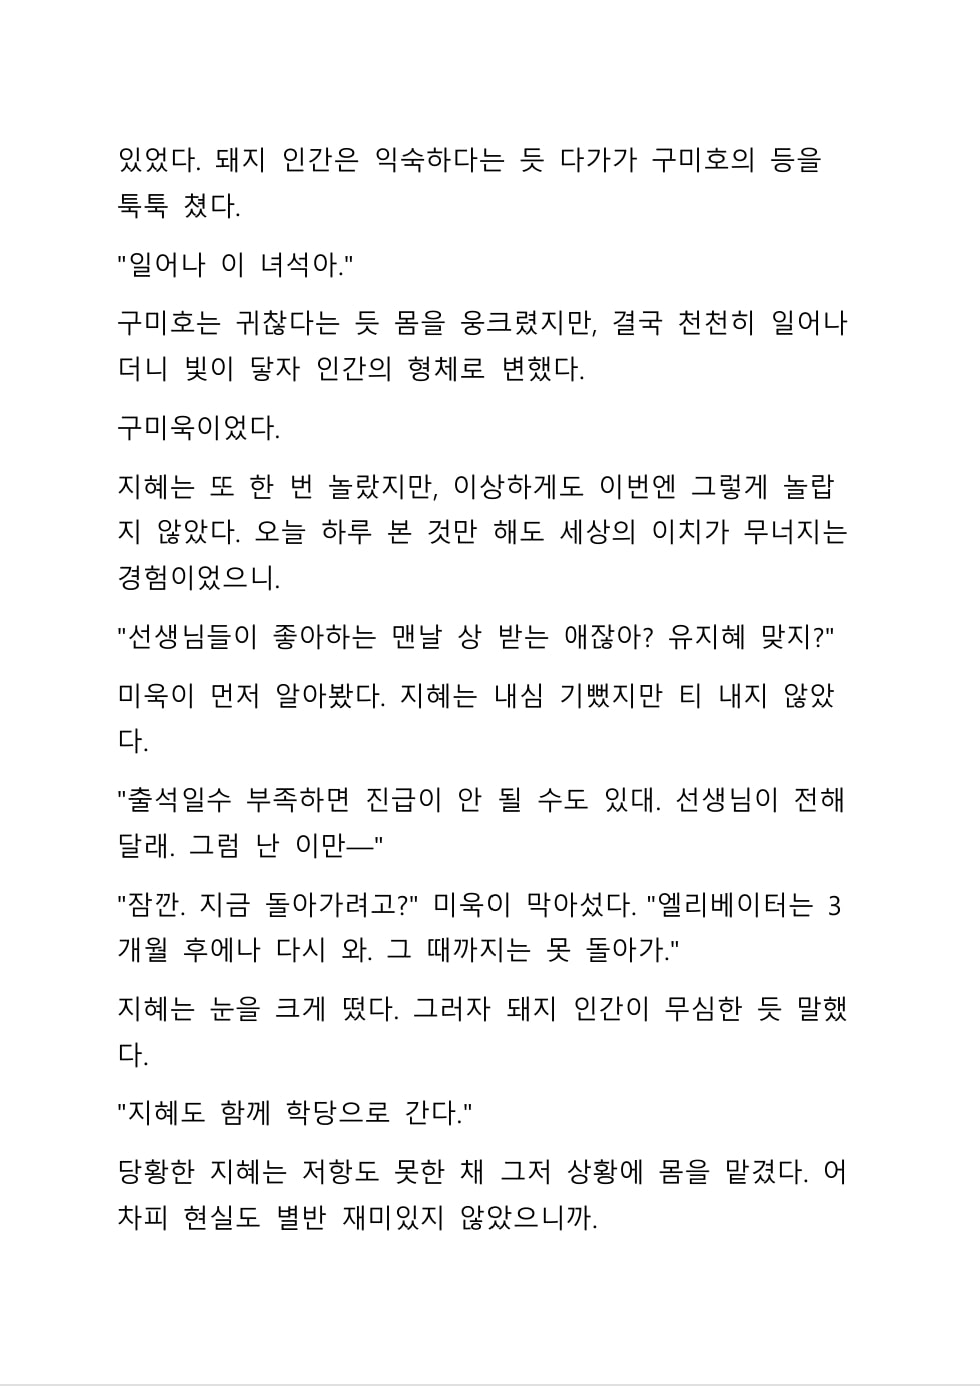 있었다. 돼지 인간은 익숙하다는 듯 다가가 구미호의 등을
툭툭 쳤다.
"일어나 이 녀석아."
구미호는 귀찮다는 듯 몸을 웅크렸지만, 결국 천천히 일어나
더니 빛이 닿자 인간의 형체로 변했다.
구미욱이었다.
지혜는 또 한 번 놀랐지만, 이상하게도 이번엔 그렇게 놀랍
지 않았다. 오늘 하루 본 것만 해도 세상의 이치가 무너지는
경험이었으니.
"선생님들이 좋아하는 맨날 상 받는 애잖아? 유지혜 맞지?"
미욱이 먼저 알아봤다. 지혜는 내심 기뻤지만 티 내지 않았
다.
"출석일수 부족하면 진급이 안 될 수도 있대. 선생님이 전해
달래. 그럼 난 이만—"
"잠깐. 지금 돌아가려고?" 미욱이 막아섰다. "엘리베이터는 3
개월 후에나 다시 와. 그 때까지는 못 돌아가."
지혜는 눈을 크게 떴다. 그러자 돼지 인간이 무심한 듯 말했
다.
"지혜도 함께 학당으로 간다."
당황한 지혜는 저항도 못한 채 그저 상황에 몸을 맡겼다. 어
차피 현실도 별반 재미있지 않았으니까.